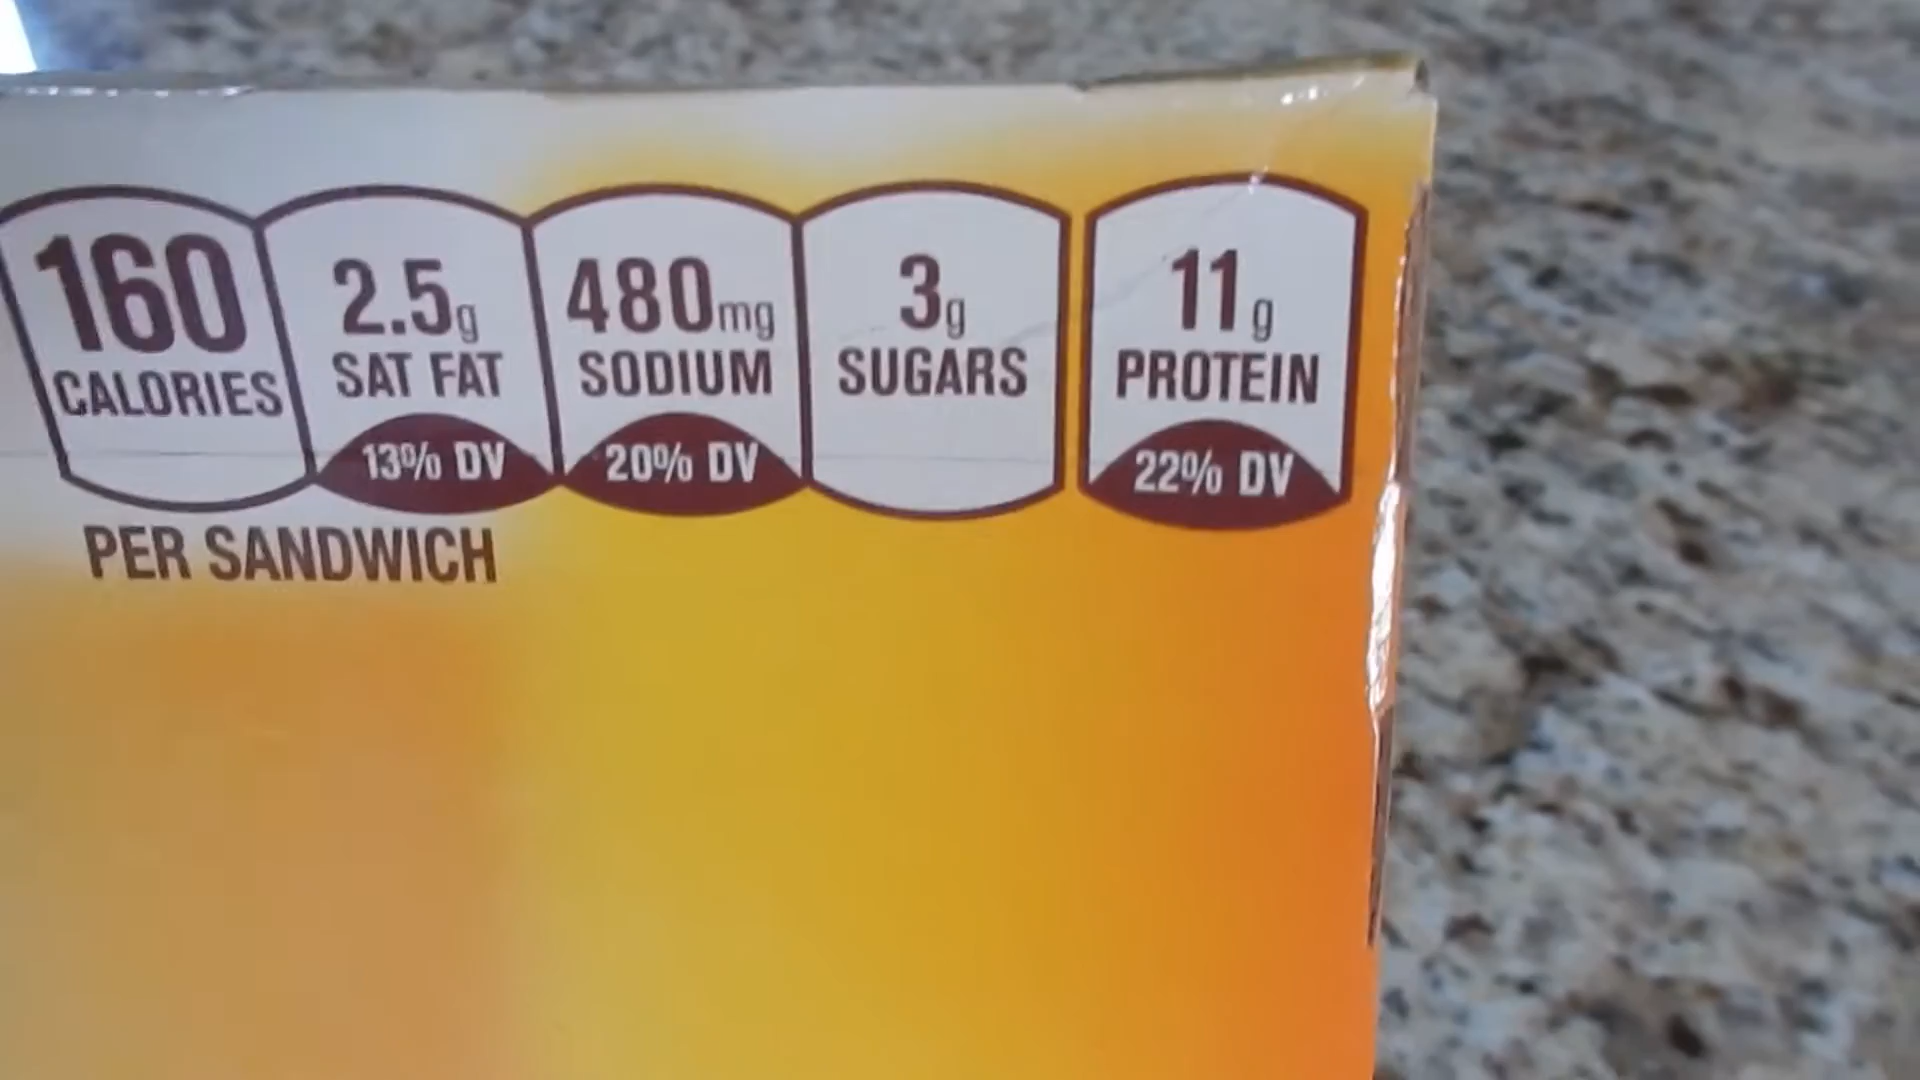 160 CALORIES
2.5g SAT FAT 13% DV
480mg SODIUM 20% DV
3g SUGARS
11g PROTEIN 22% DV
PER SANDWICH